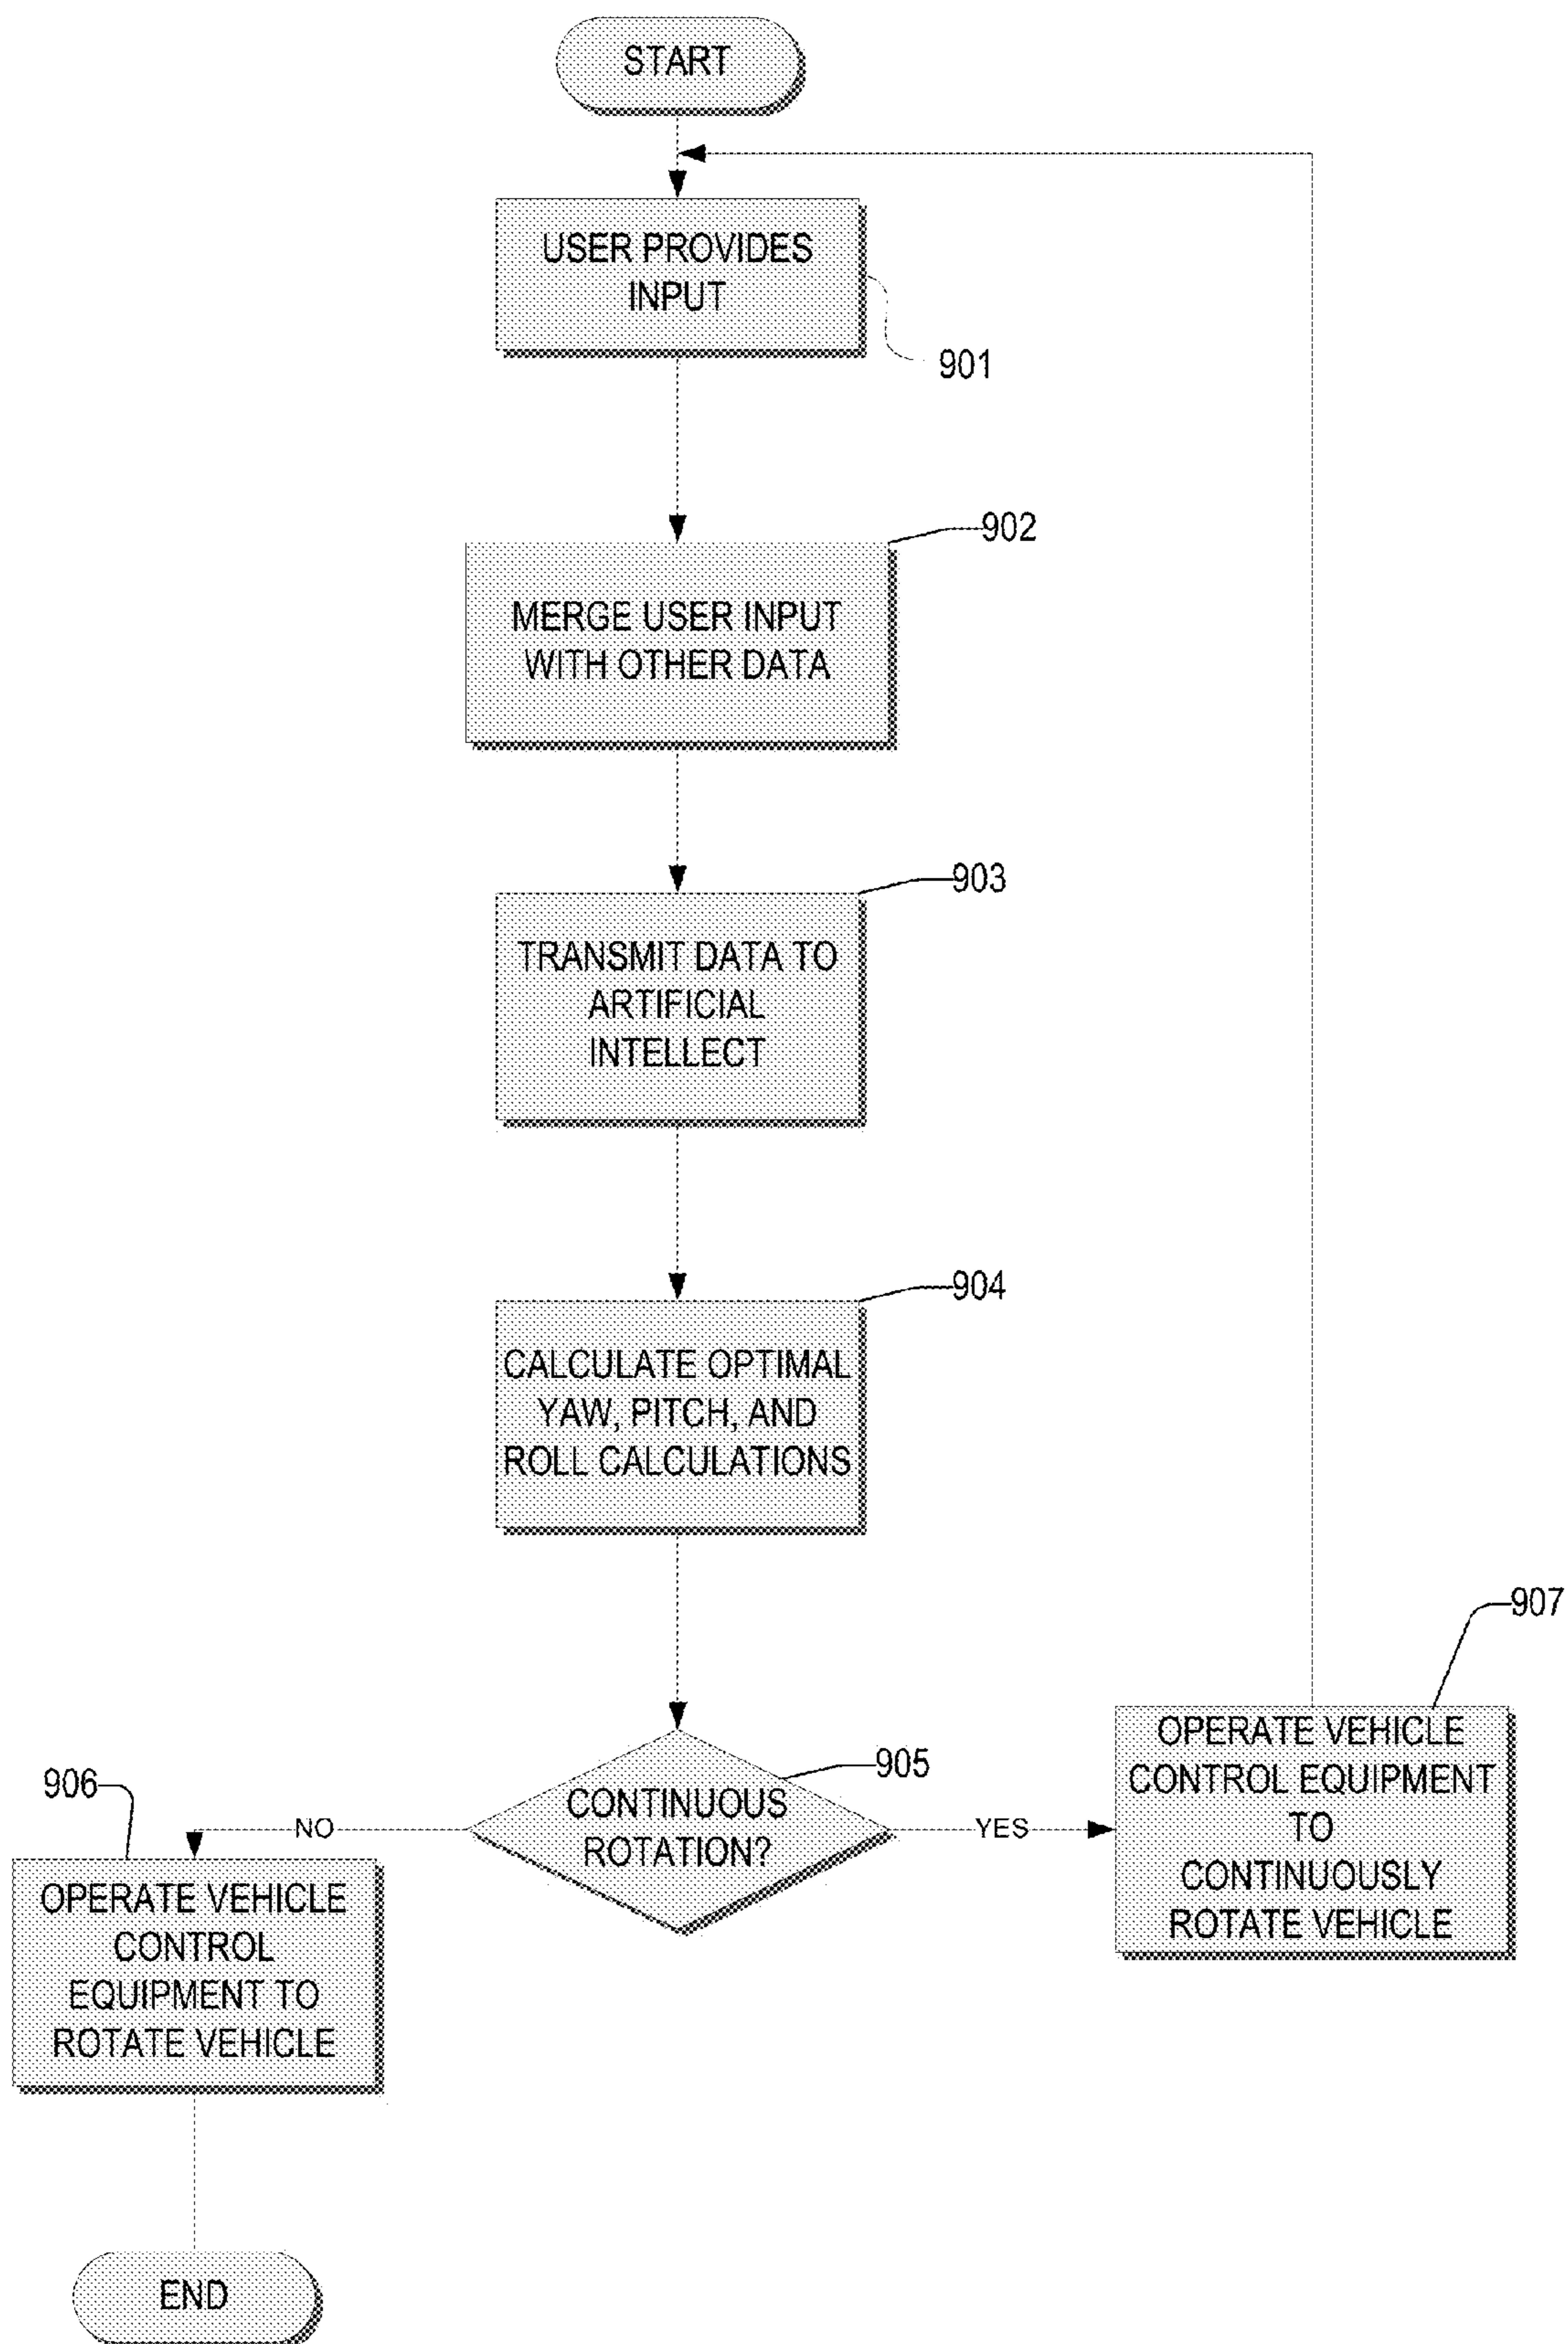 START
USER PROVIDES
INPUT
901
902
MERGE USER INPUT
WITH OTHER DATA
903
TRANSMIT DATA TO
ARTIFICIAL
INTELLECT
904
CALCULATE OPTIMAL
YAW, PITCH, AND
ROLL CALCULATIONS
905
CONTINUOUS
ROTATION?
NO
YES
906
OPERATE VEHICLE
CONTROL
EQUIPMENT TO
ROTATE VEHICLE
907
OPERATE VEHICLE
CONTROL EQUIPMENT
TO
CONTINUOUSLY
ROTATE VEHICLE
END